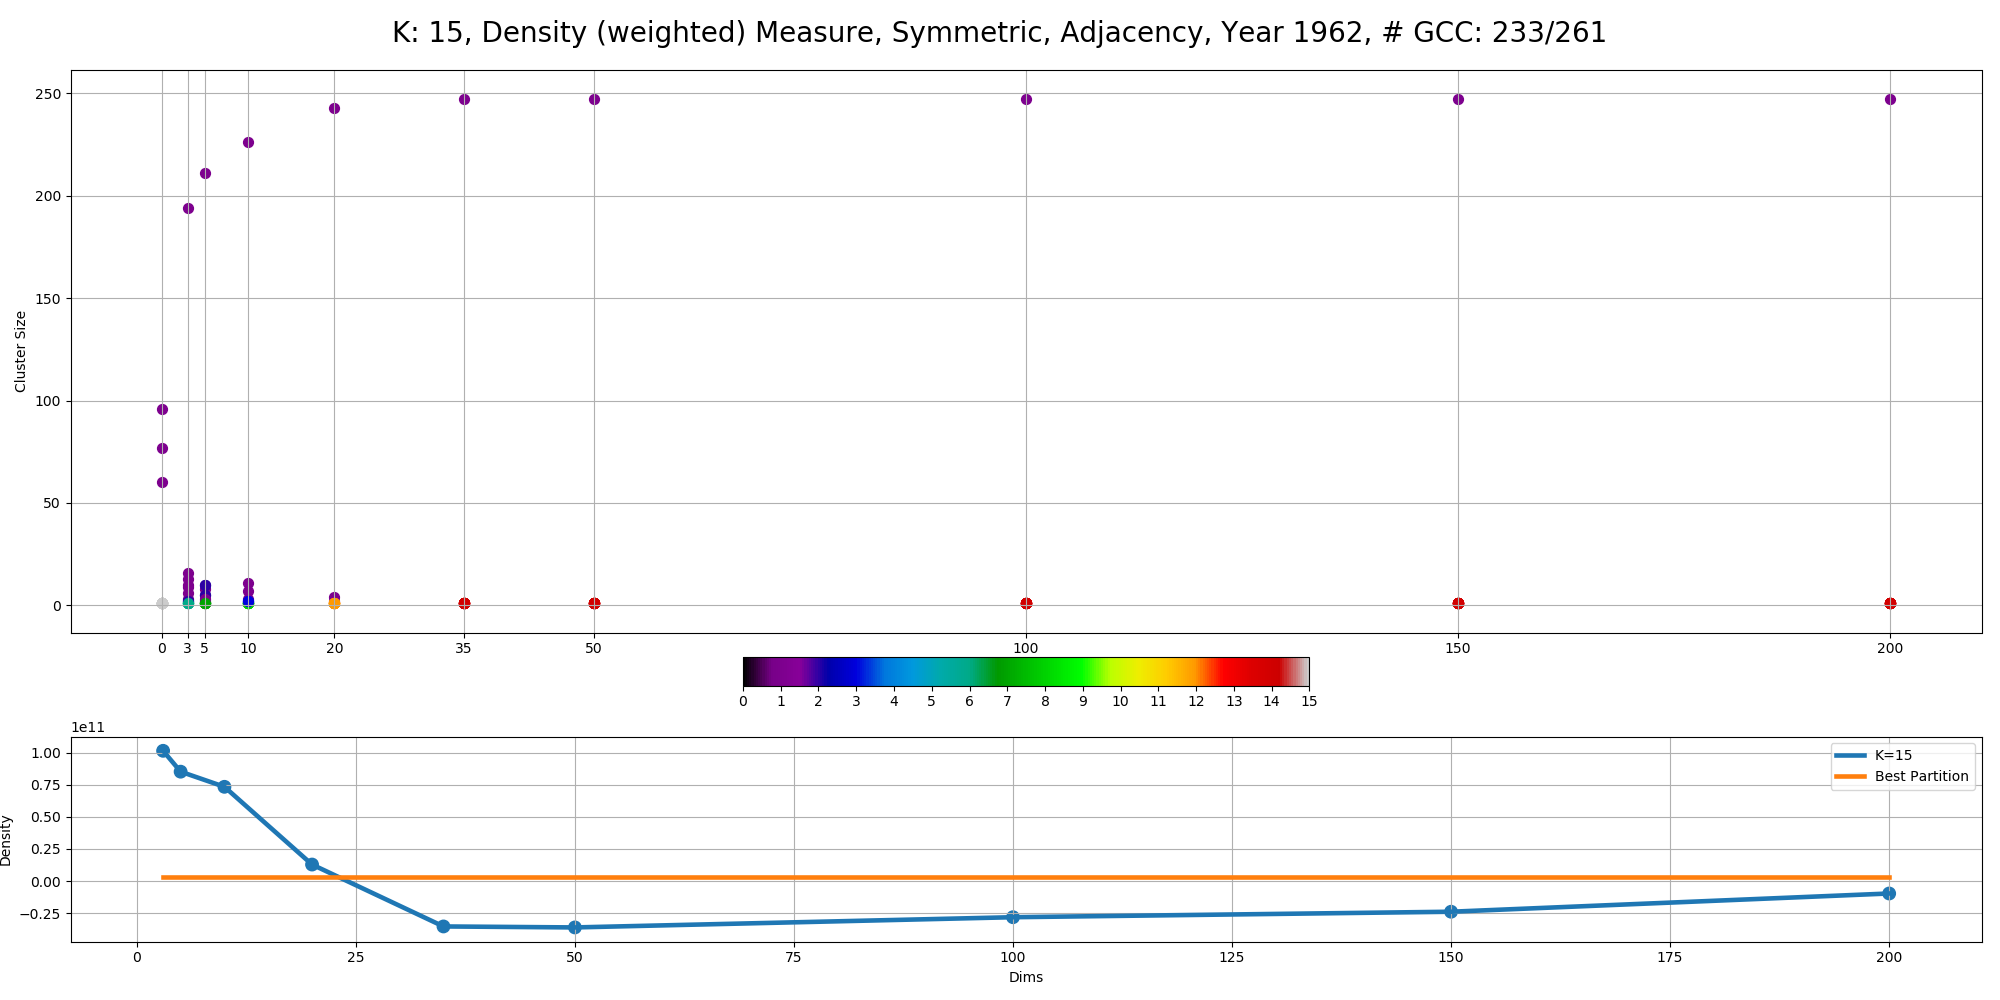 K: 15, Density (weighted) Measure, Symmetric, Adjacency, Year 1962, # GCC: 233/261
250
200
150
100
50
0
Cluster Size
0 3 5 10 20 35 50 100 150 200
0 1 2 3 4 5 6 7 8 9 10 11 12 13 14 15
1e11
1.00
0.75
0.50
0.25
0.00
−0.25
Density
K=15
Best Partition
0 25 50 75 100 125 150 175 200
Dims